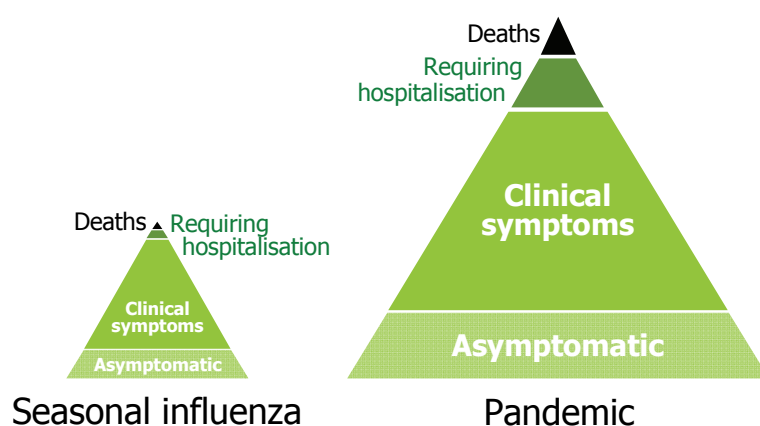 Deaths
Requiring
hospitalisation
Clinical
symptoms
Asymptomatic
Seasonal influenza
Deaths
Requiring
hospitalisation
Clinical
symptoms
Asymptomatic
Pandemic